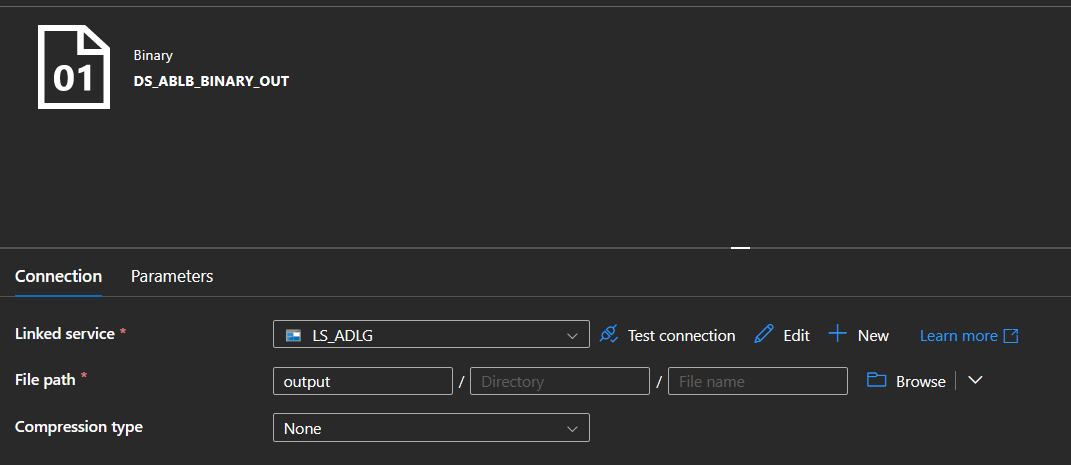 01
Binary
DS_ABLB_BINARY_OUT
Connection Parameters
Linked service * LS_ADLG Test connection Edit New Learn more
File path * output / Directory / File name Browse
Compression type None